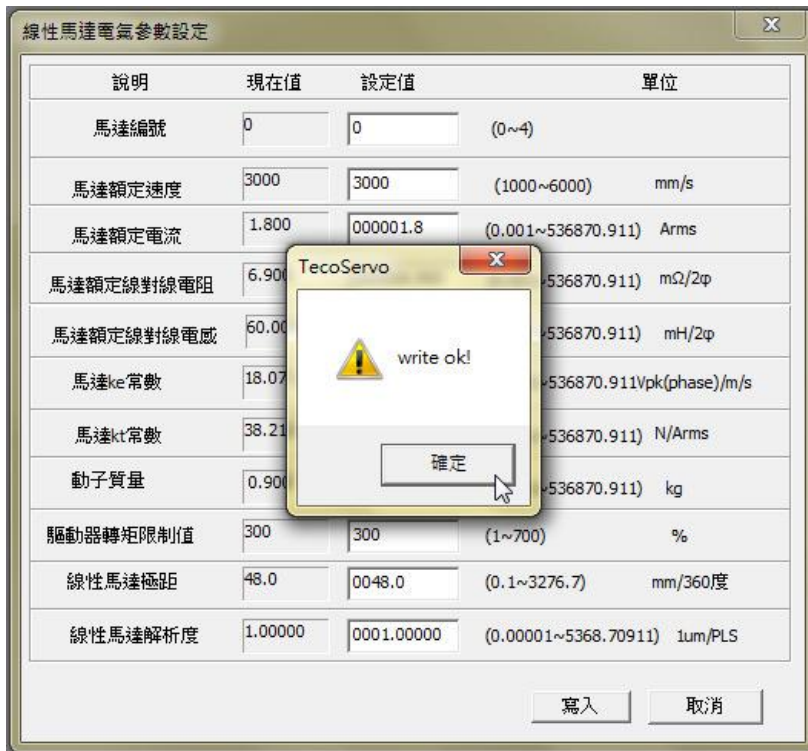 線性馬達電氣參數設定
說明 現在值 設定值 單位
馬達編號 0 0 (0~4)
馬達額定速度 3000 3000 (1000~6000) mm/s
馬達額定電流 1.800 000001.8 (0.001~536870.911) Arms
TecoServo
馬達額定線對線電阻 6.900 ~536870.911) mΩ/2φ
馬達額定線對線電感 60.00 ~536870.911) mH/2φ
write ok!
馬達ke常數 18.07 ~536870.911Vpk(phase)/m/s
馬達kt常數 38.21 ~536870.911) N/Arms
確定
動子質量 0.900 ~536870.911) kg
驅動器轉矩限制值 300 300 (1~700) %
線性馬達極距 48.0 0048.0 (0.1~3276.7) mm/360度
線性馬達解析度 1.00000 0001.00000 (0.00001~5368.70911) 1um/PLS
寫入 取消